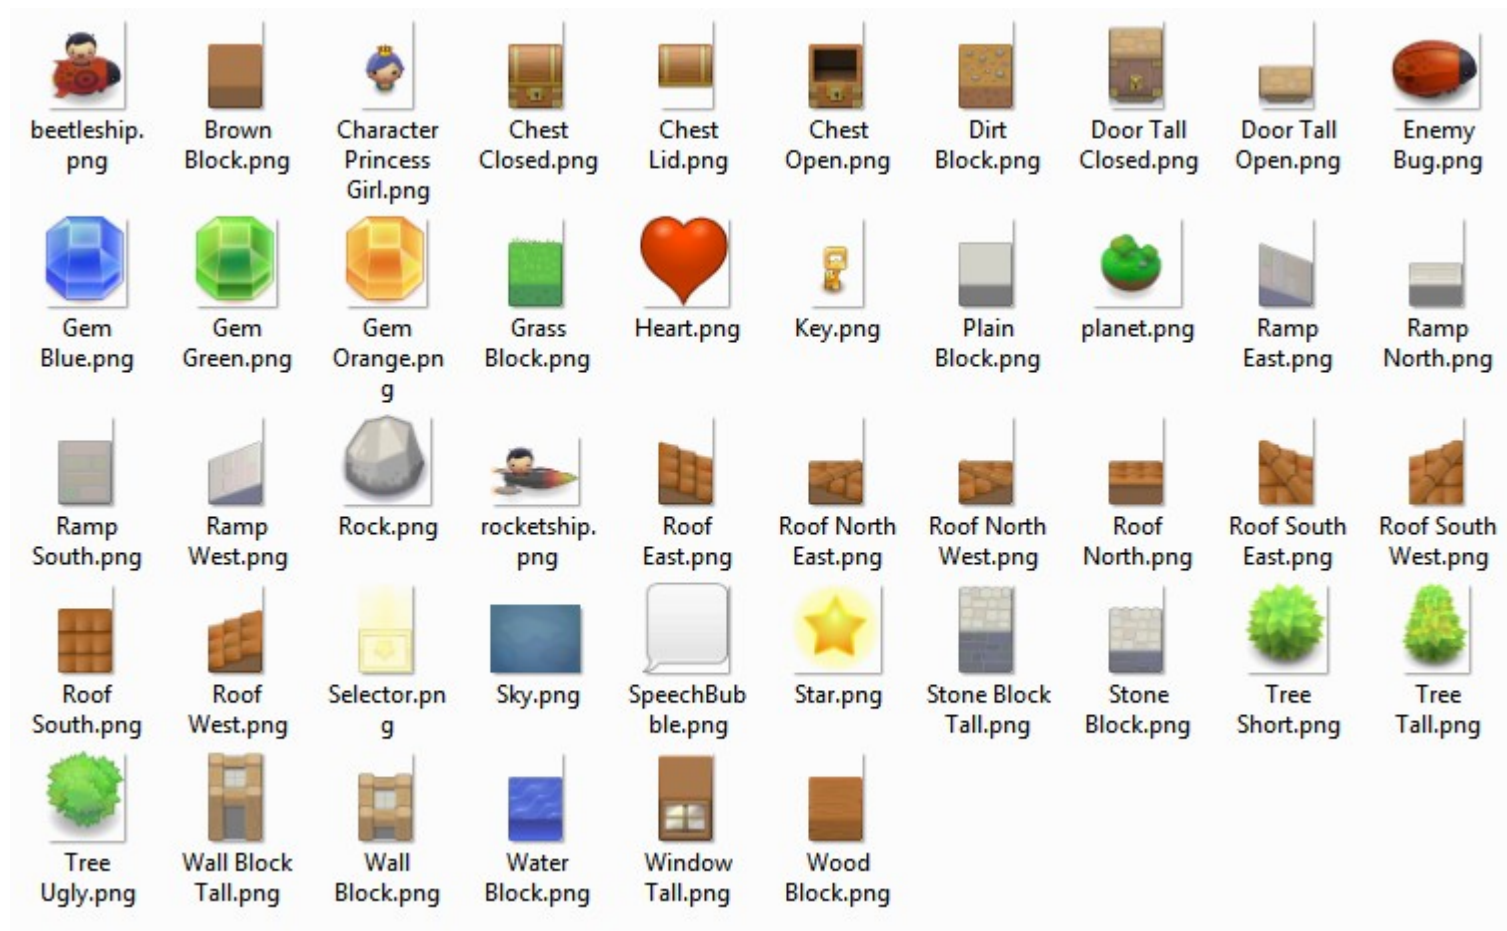 beetleship.
png
Brown
Block.png
Character
Princess
Girl.png
Chest
Closed.png
Chest
Lid.png
Chest
Open.png
Dirt
Block.png
Door Tall
Closed.png
Door Tall
Open.png
Enemy
Bug.png
Gem
Blue.png
Gem
Green.png
Gem
Orange.pn
g
Grass
Block.png
Heart.png
Key.png
Plain
Block.png
planet.png
Ramp
East.png
Ramp
North.png
Ramp
South.png
Ramp
West.png
Rock.png
rocketship.
png
Roof
East.png
Roof North
East.png
Roof North
West.png
Roof
North.png
Roof South
East.png
Roof South
West.png
Roof
South.png
Roof
West.png
Selector.pn
g
Sky.png
SpeechBub
ble.png
Star.png
Stone Block
Tall.png
Stone
Block.png
Tree
Short.png
Tree
Tall.png
Tree
Ugly.png
Wall Block
Tall.png
Wall
Block.png
Water
Block.png
Window
Tall.png
Wood
Block.png